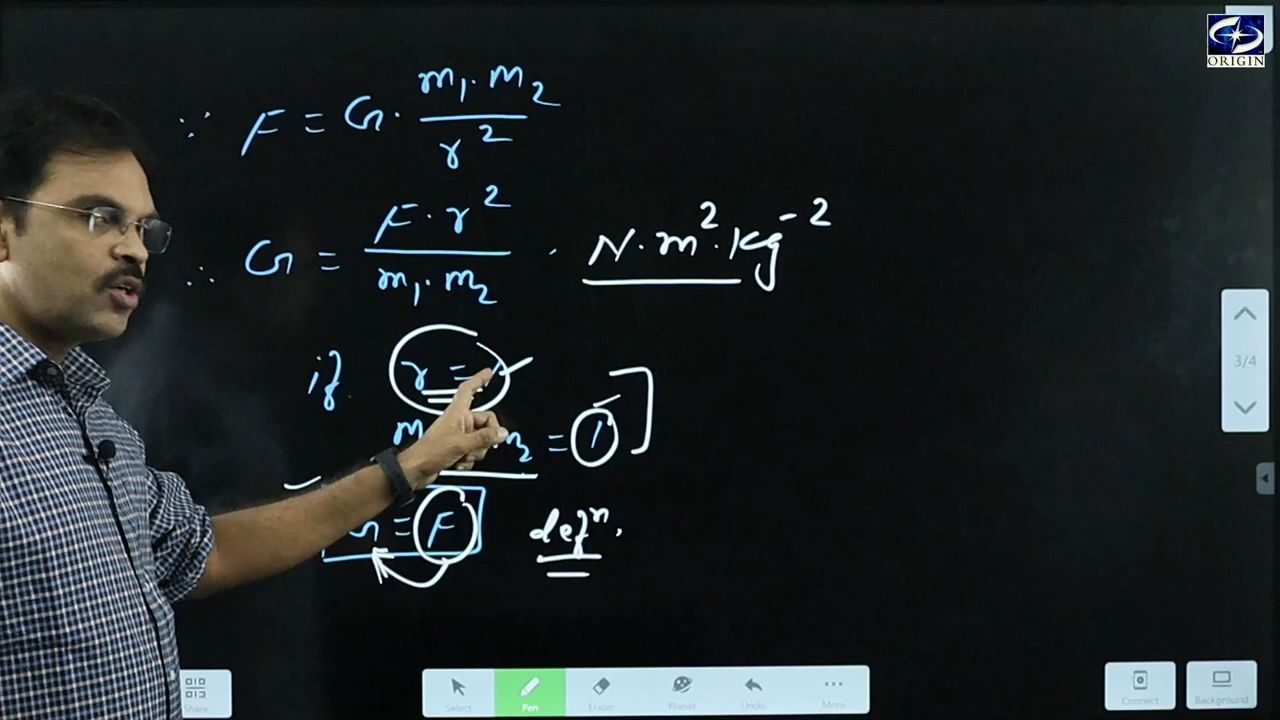 ORIGIN
∵ F = G · m₁ · m₂ / r²
∴ G = F · r² / m₁ · m₂ · N · m² · kg⁻²
if r =
m₂ = 1
= F defⁿ.
3/4
Share
Select Pen Eraser Planet Undo More
Connect Background